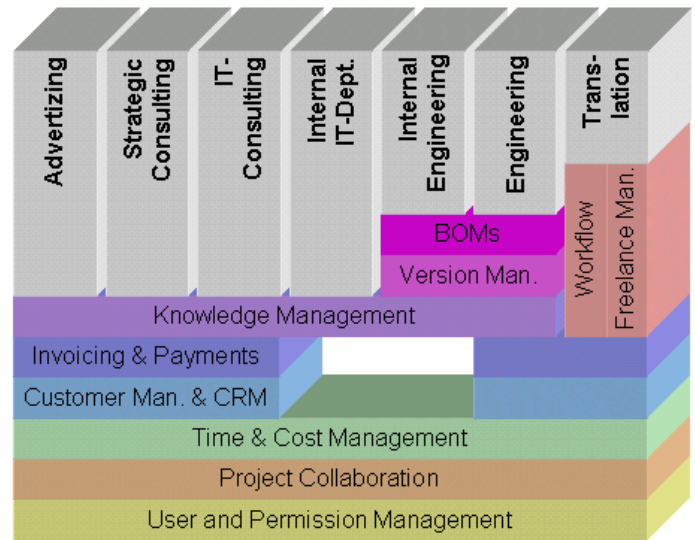 Advertizing
Strategic
Consulting
IT-
Consulting
Internal
IT-Dept.
Internal
Engineering
Engineering
Trans-
lation
BOMs
Version Man.
Workflow
Freelance Man.
Knowledge Management
Invoicing & Payments
Customer Man. & CRM
Time & Cost Management
Project Collaboration
User and Permission Management